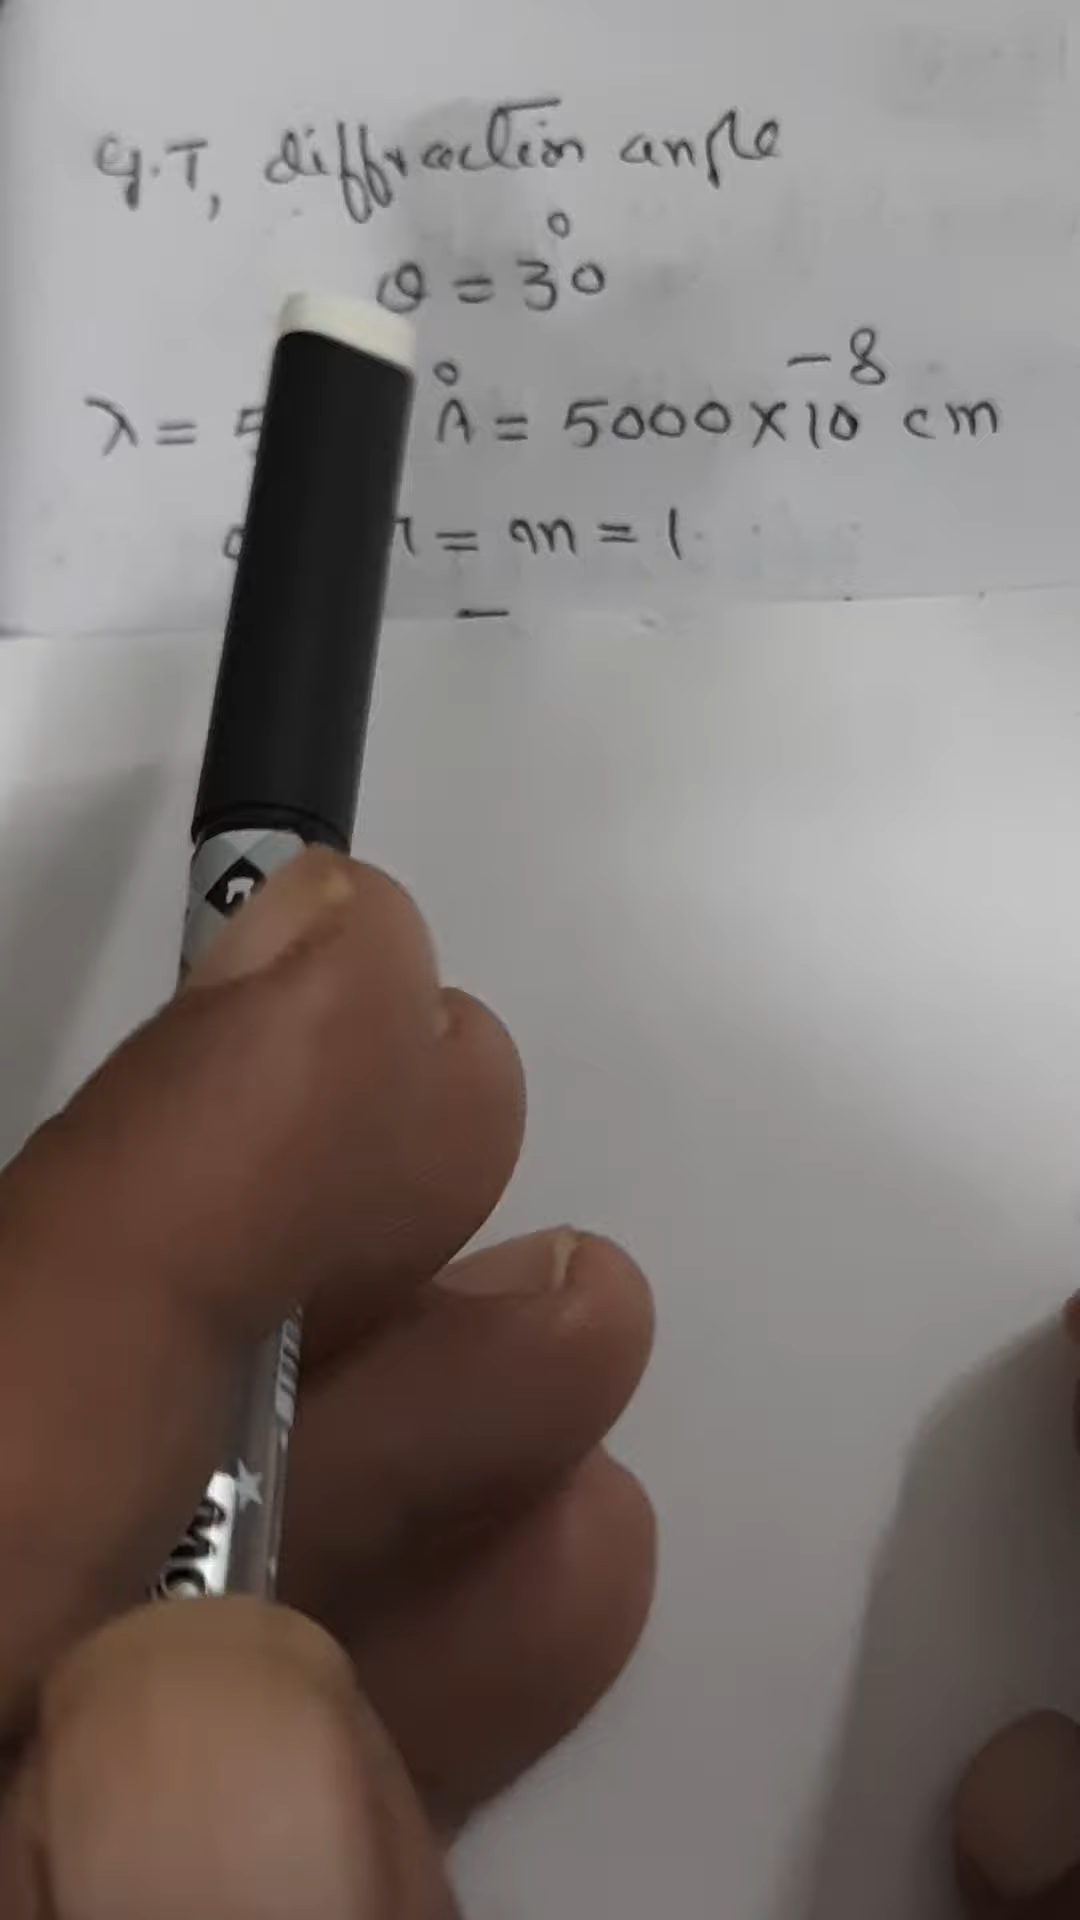 G.T, diffraction angle
θ = 30°
λ = 5 Å = 5000 × 10⁻⁸ cm
= m = 1